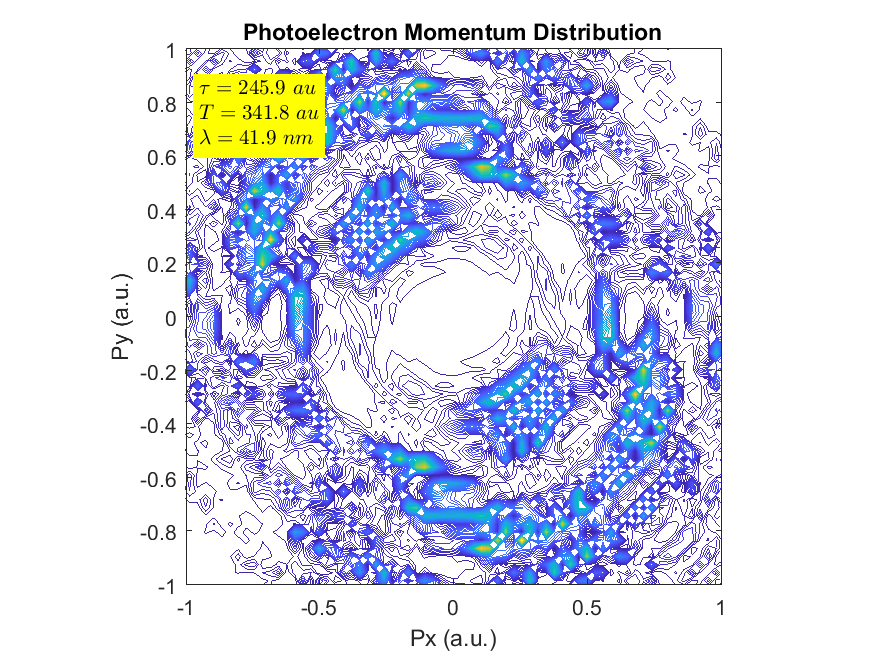 Photoelectron Momentum Distribution
τ = 245.9 au
T = 341.8 au
λ = 41.9 nm
1
0.8
0.6
0.4
0.2
0
-0.2
-0.4
-0.6
-0.8
-1
Py (a.u.)
-1 -0.5 0 0.5 1
Px (a.u.)